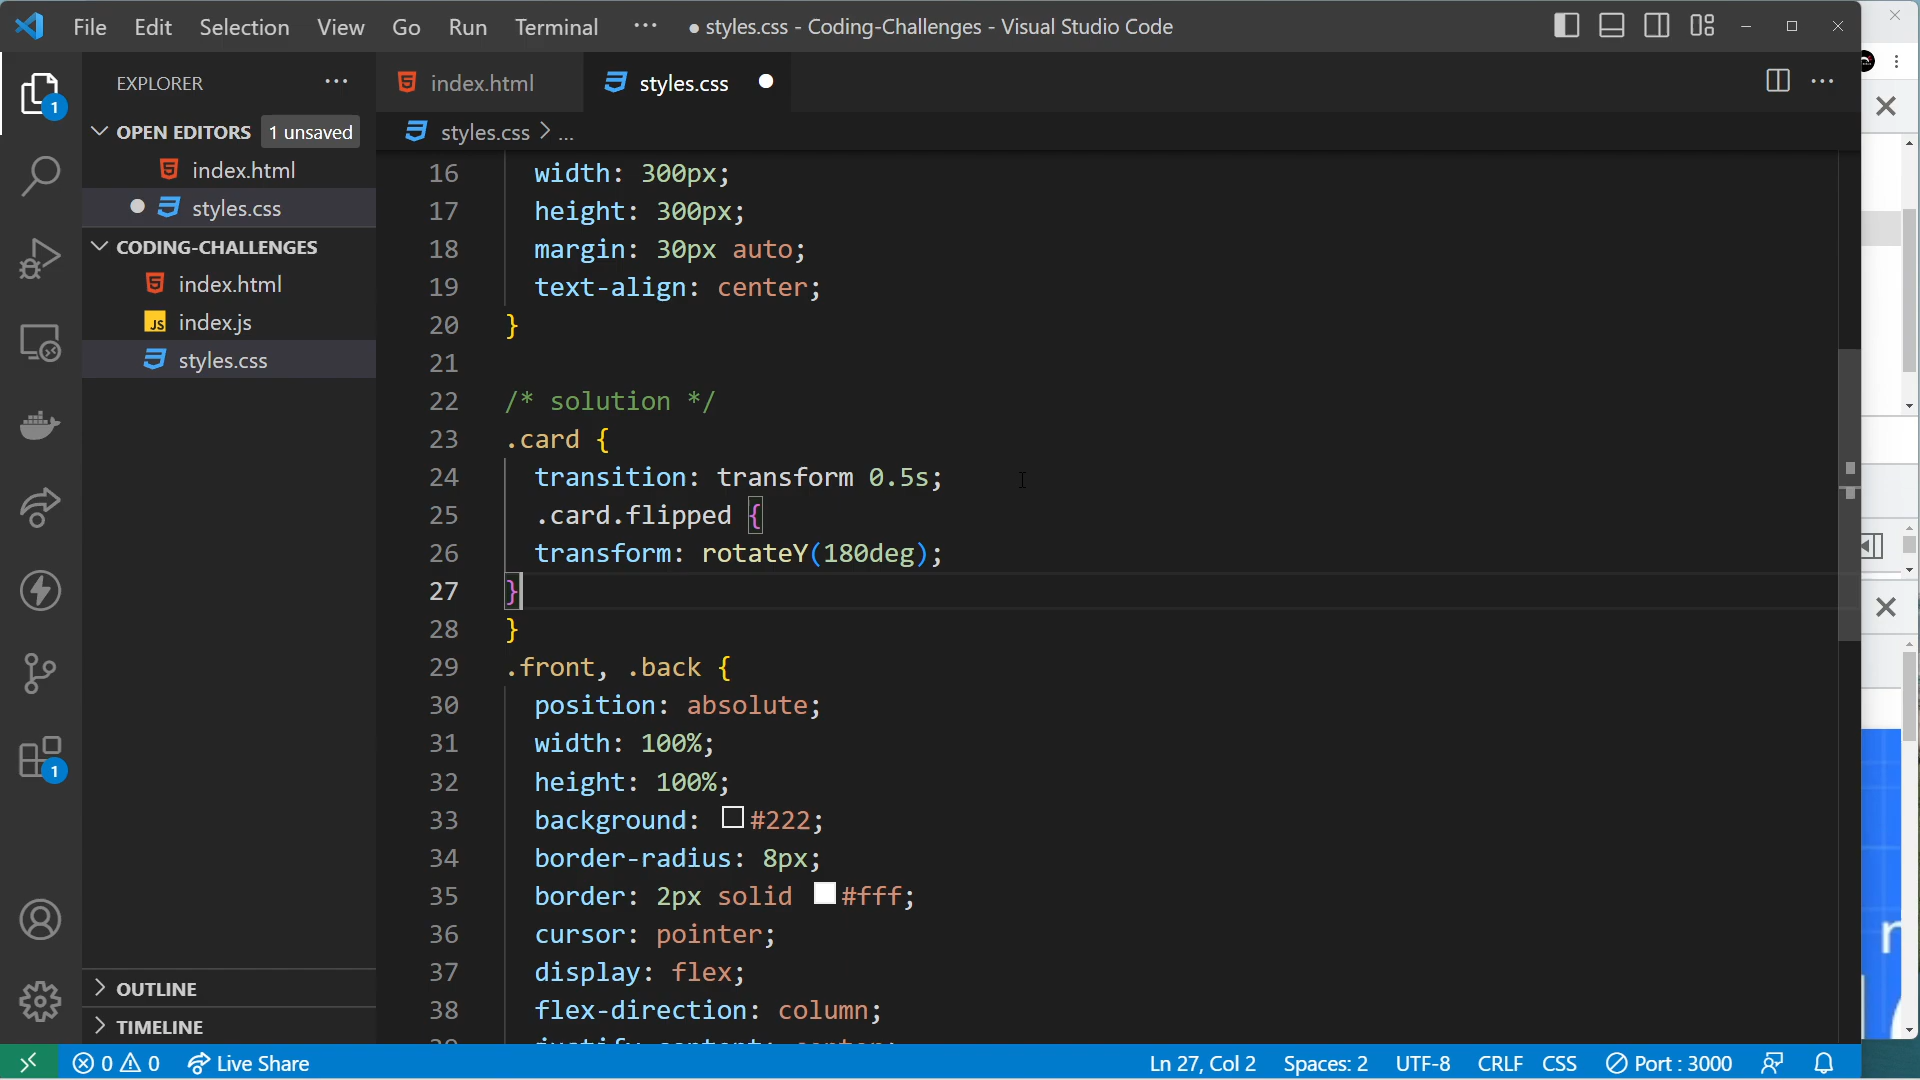 File Edit Selection View Go Run Terminal ··· ● styles.css - Coding-Challenges - Visual Studio Code
EXPLORER ···
index.html
styles.css
OPEN EDITORS 1 unsaved
styles.css > ...
index.html
styles.css
CODING-CHALLENGES
index.html
JS index.js
styles.css
16 width: 300px;
17 height: 300px;
18 margin: 30px auto;
19 text-align: center;
20 }
21
22 /* solution */
23 .card {
24 transition: transform 0.5s;
25 .card.flipped {
26 transform: rotateY(180deg);
27 }
28 }
29 .front, .back {
30 position: absolute;
31 width: 100%;
32 height: 100%;
33 background: #222;
34 border-radius: 8px;
35 border: 2px solid #fff;
36 cursor: pointer;
37 display: flex;
38 flex-direction: column;
1
1
OUTLINE
TIMELINE
0 0 Live Share Ln 27, Col 2 Spaces: 2 UTF-8 CRLF CSS Port : 3000